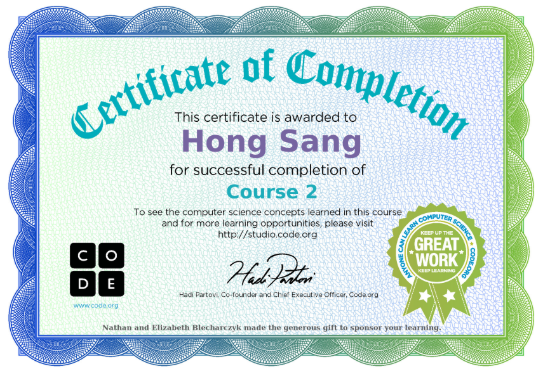 Certificate of Completion
This certificate is awarded to
Hong Sang
for successful completion of
Course 2
To see the computer science concepts learned in this course
and for more learning opportunities, please visit
http://studio.code.org
C O
D E
www.code.org
Hadi Partovi
Hadi Partovi, Co-founder and Chief Executive Officer, Code.org
ANYONE CAN LEARN COMPUTER SCIENCE - CODE.ORG
KEEP UP THE
GREAT
WORK
KEEP LEARNING
Nathan and Elizabeth Blecharczyk made the generous gift to sponsor your learning.